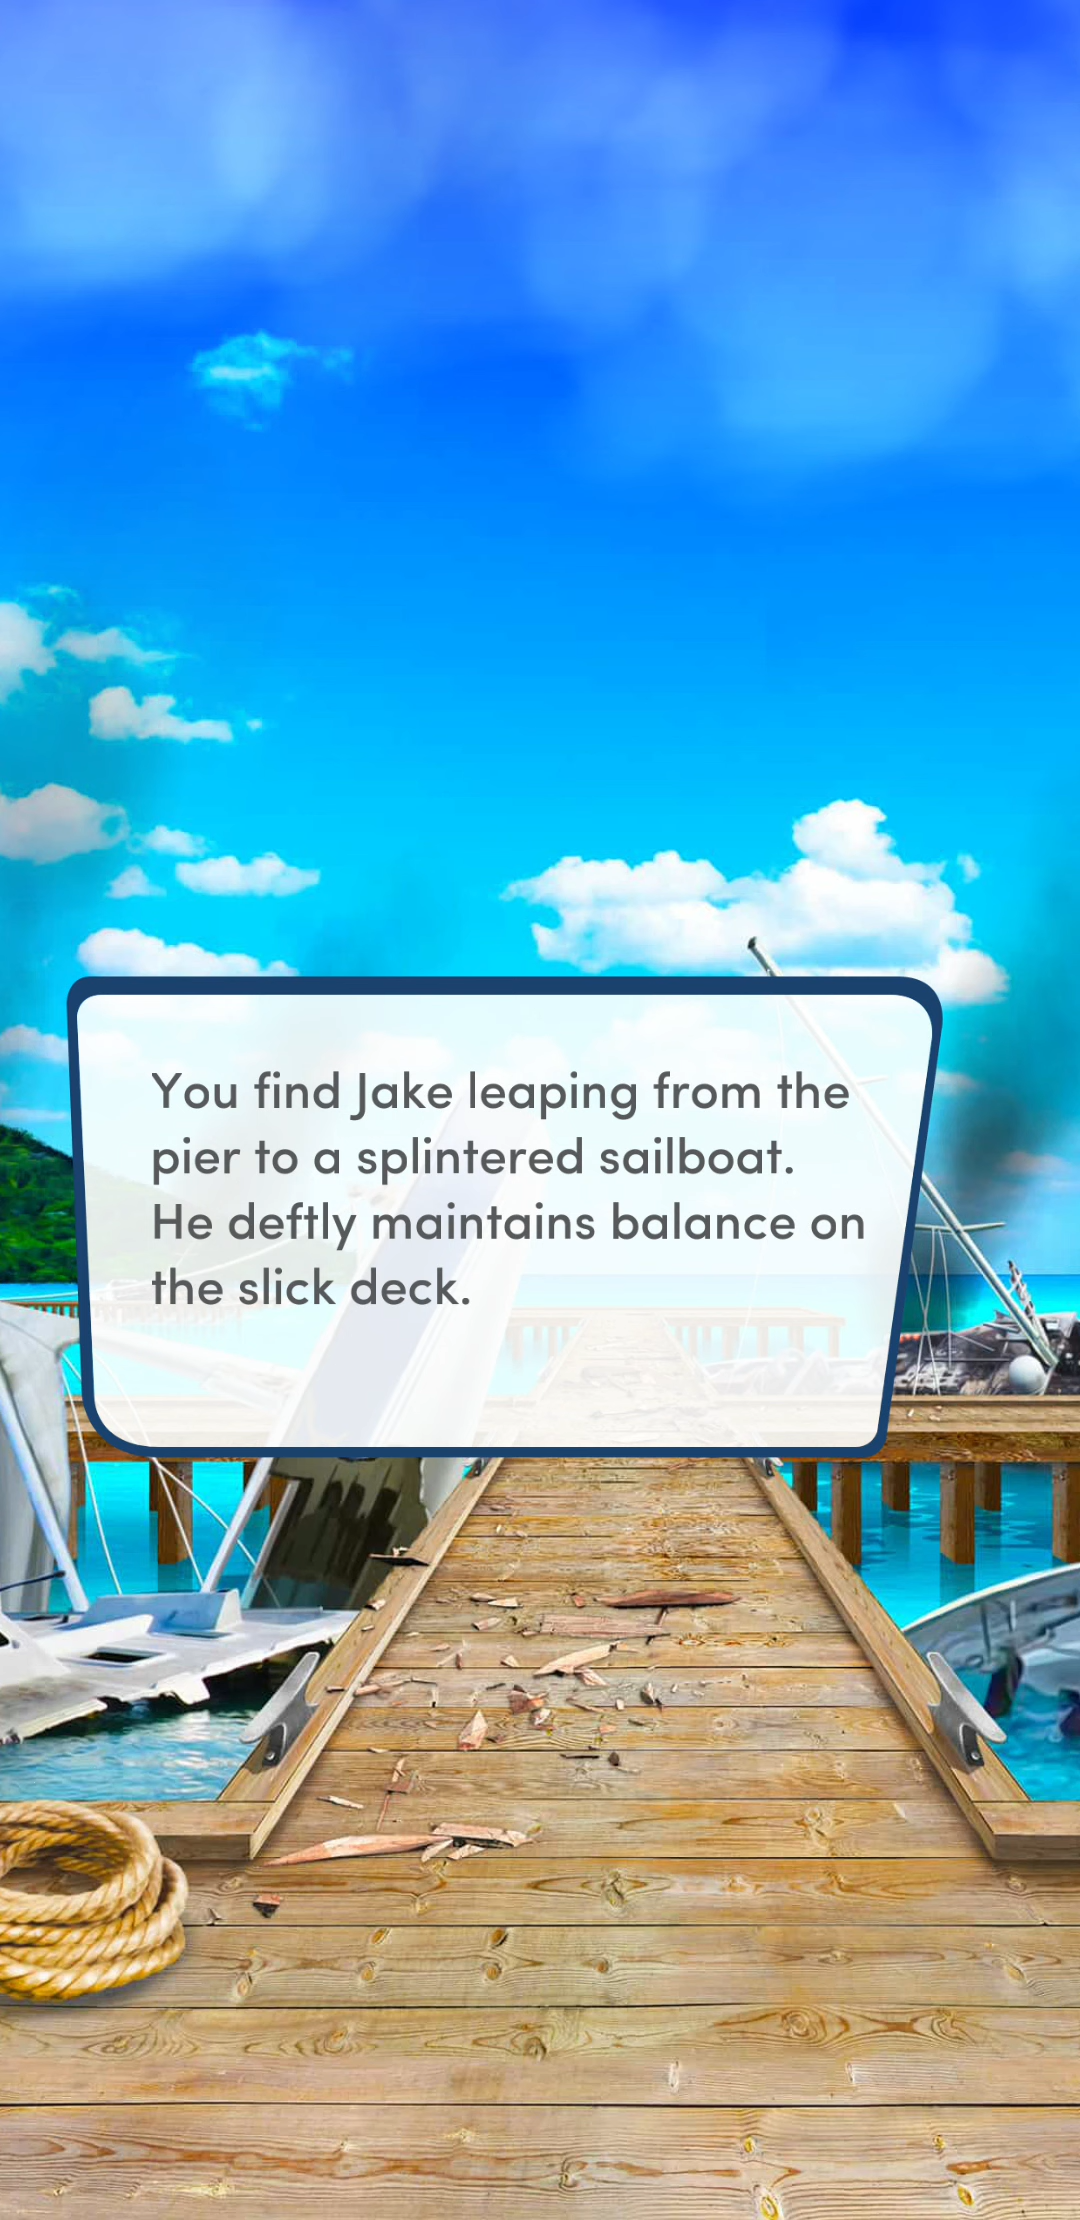 You find Jake leaping from the
pier to a splintered sailboat.
He deftly maintains balance on
the slick deck.